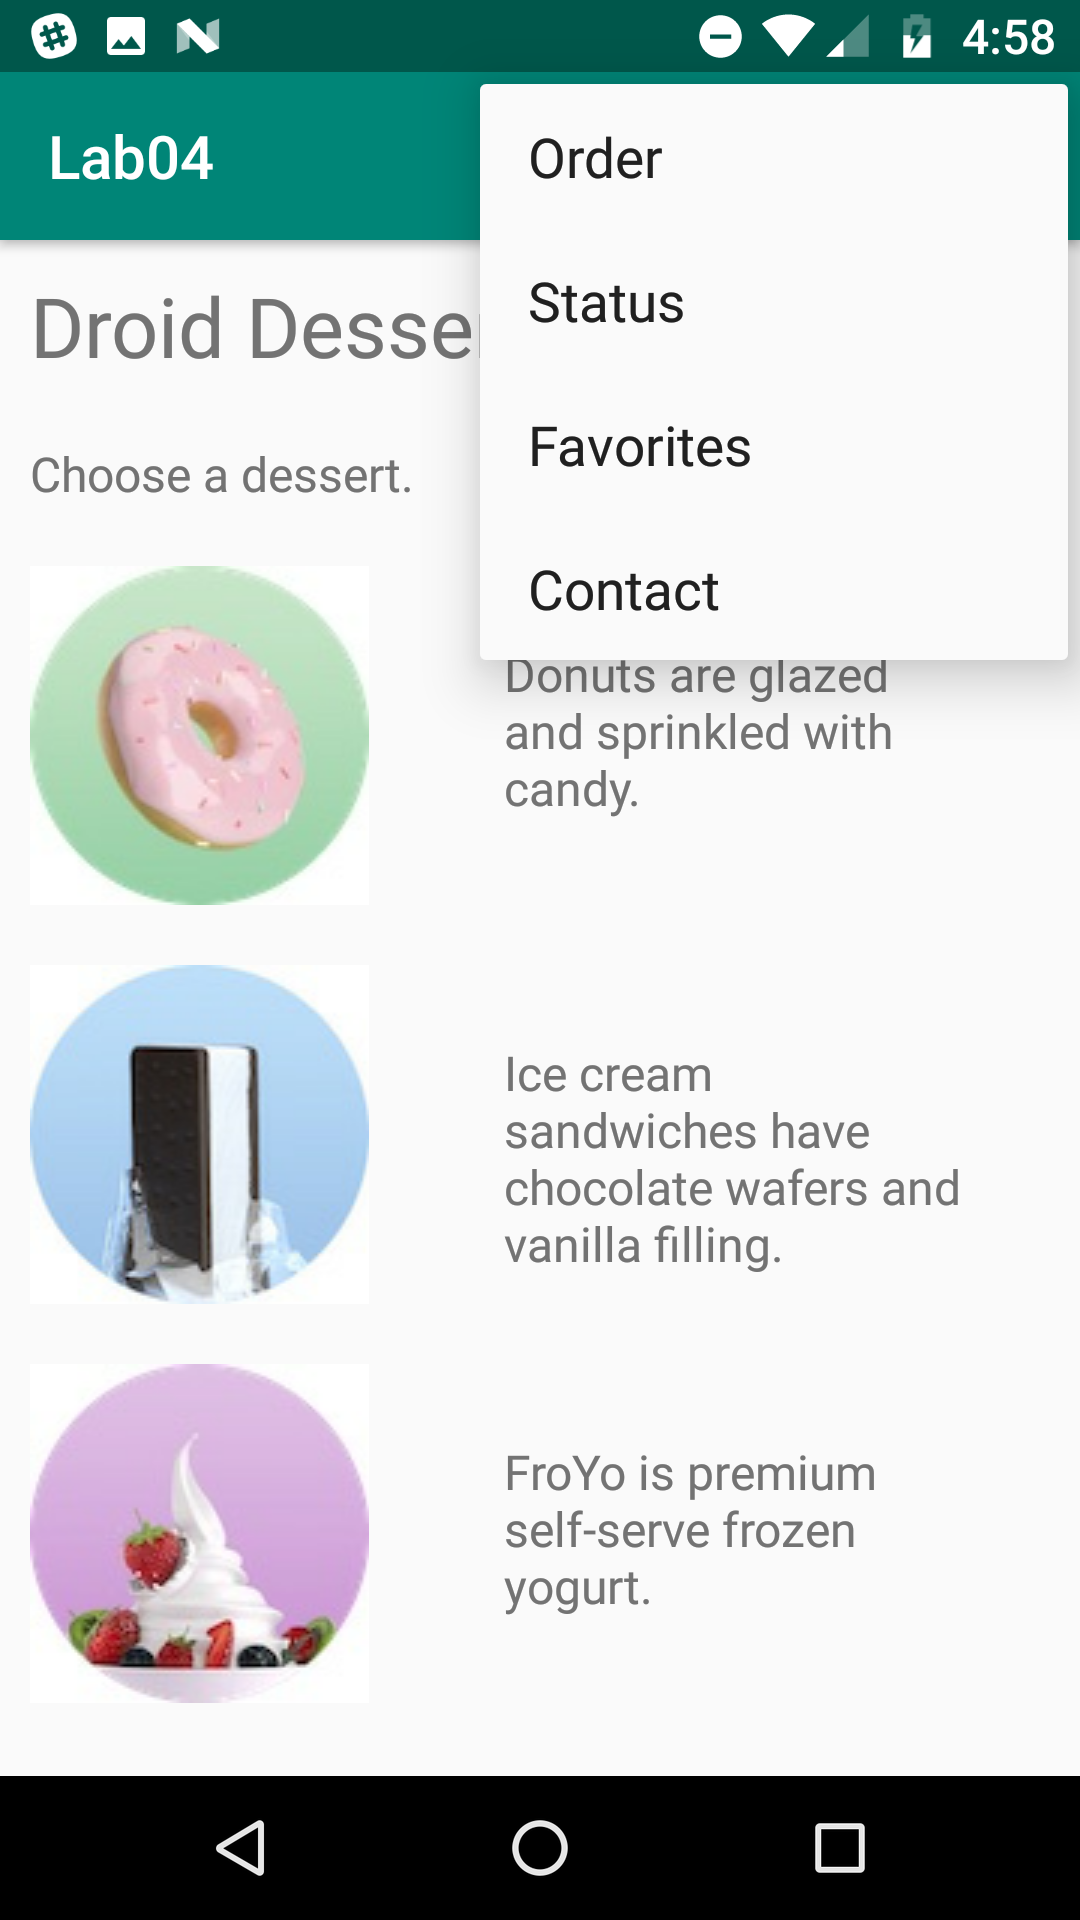 4:58
Lab04
Order
Status
Favorites
Contact
Droid
Choose a dessert.
Donuts are glazed
and sprinkled with
candy.
Ice cream
sandwiches have
chocolate wafers and
vanilla filling.
FroYo is premium
self-serve frozen
yogurt.